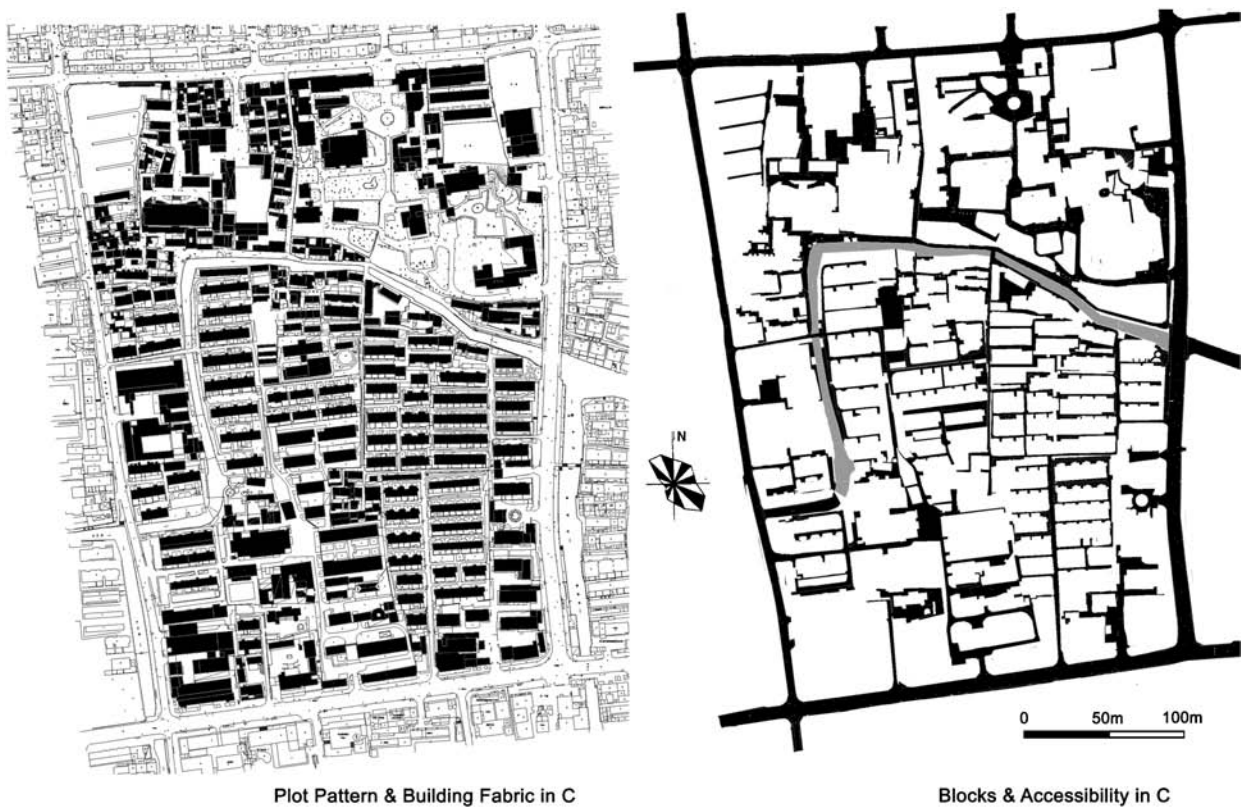 N
0 50m 100m
Plot Pattern & Building Fabric in C
Blocks & Accessibility in C